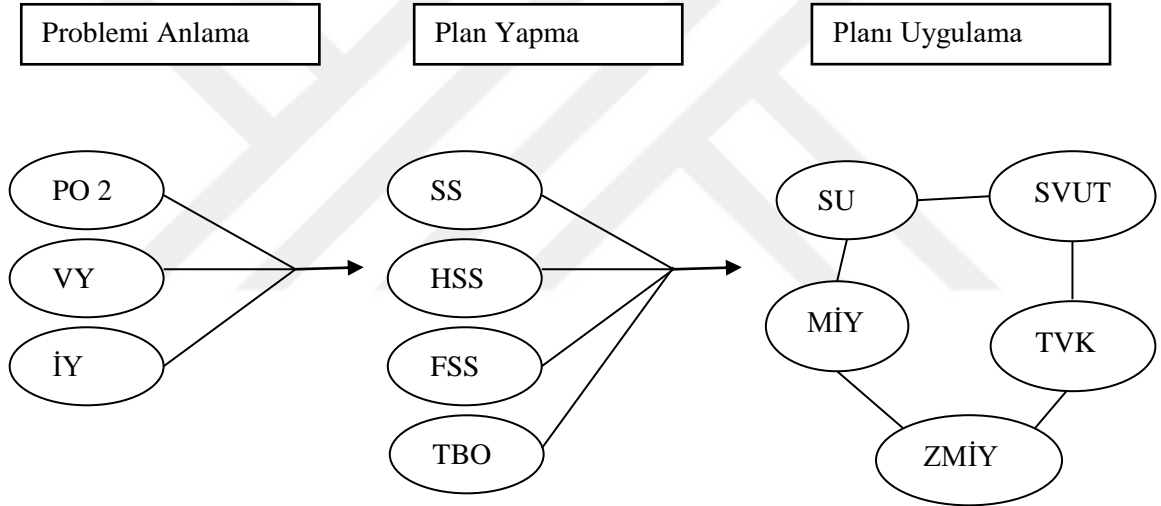 Problemi Anlama
Plan Yapma
Planı Uygulama
PO 2
VY
İY
SS
HSS
FSS
TBO
SU
SVUT
MİY
TVK
ZMİY